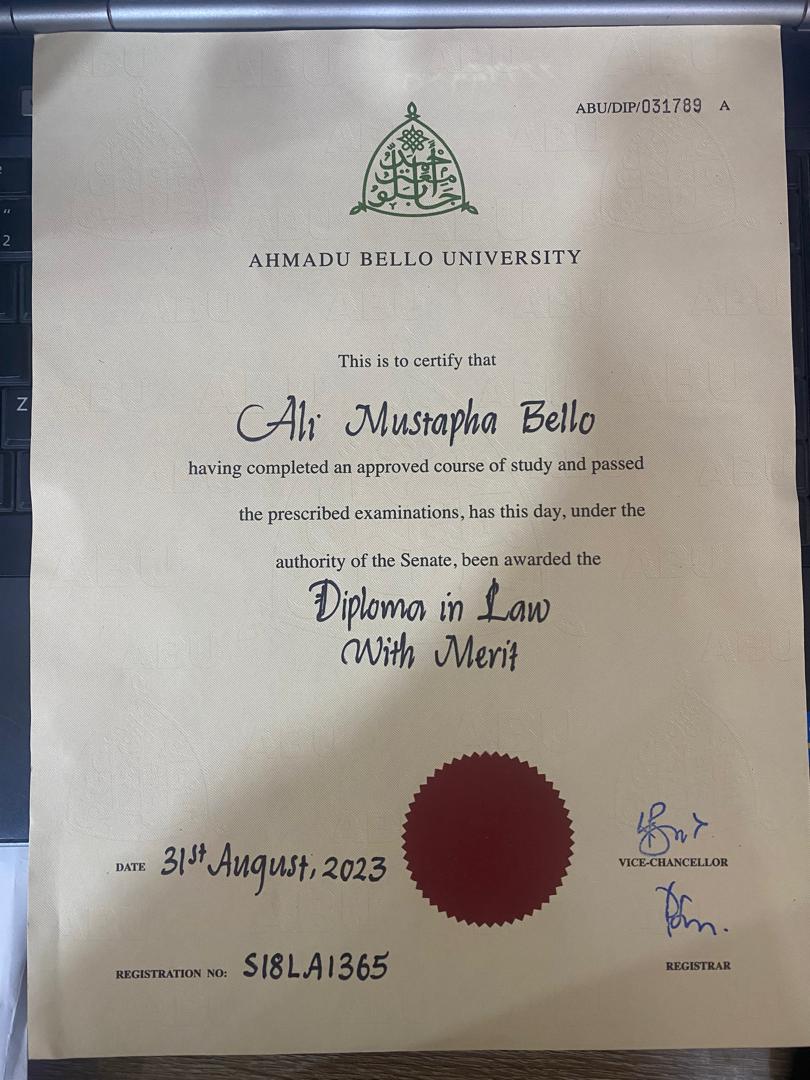 ABU/DIP/031789 A
AHMADU BELLO UNIVERSITY
This is to certify that
Ali Mustapha Bello
having completed an approved course of study and passed
the prescribed examinations, has this day, under the
authority of the Senate, been awarded the
Diploma in Law
With Merit
DATE 31st August, 2023
VICE-CHANCELLOR
REGISTRATION NO: S18LA1365
REGISTRAR